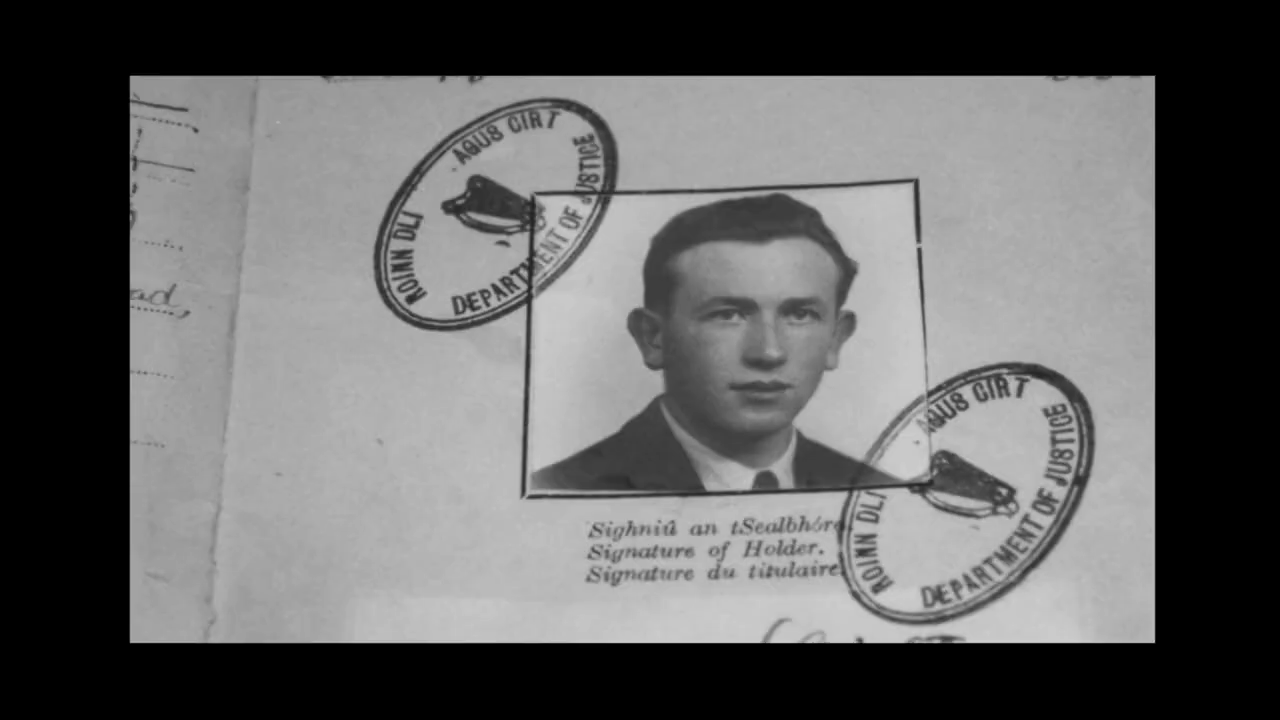 ad,
ROINN DLI AGUS CIRT
DEPARTMENT OF JUSTICE
ROINN DLI AGUS CIRT
DEPARTMENT OF JUSTICE
Sighniú an tSealbhóra.
Signature of Holder.
Signature du titulaire.